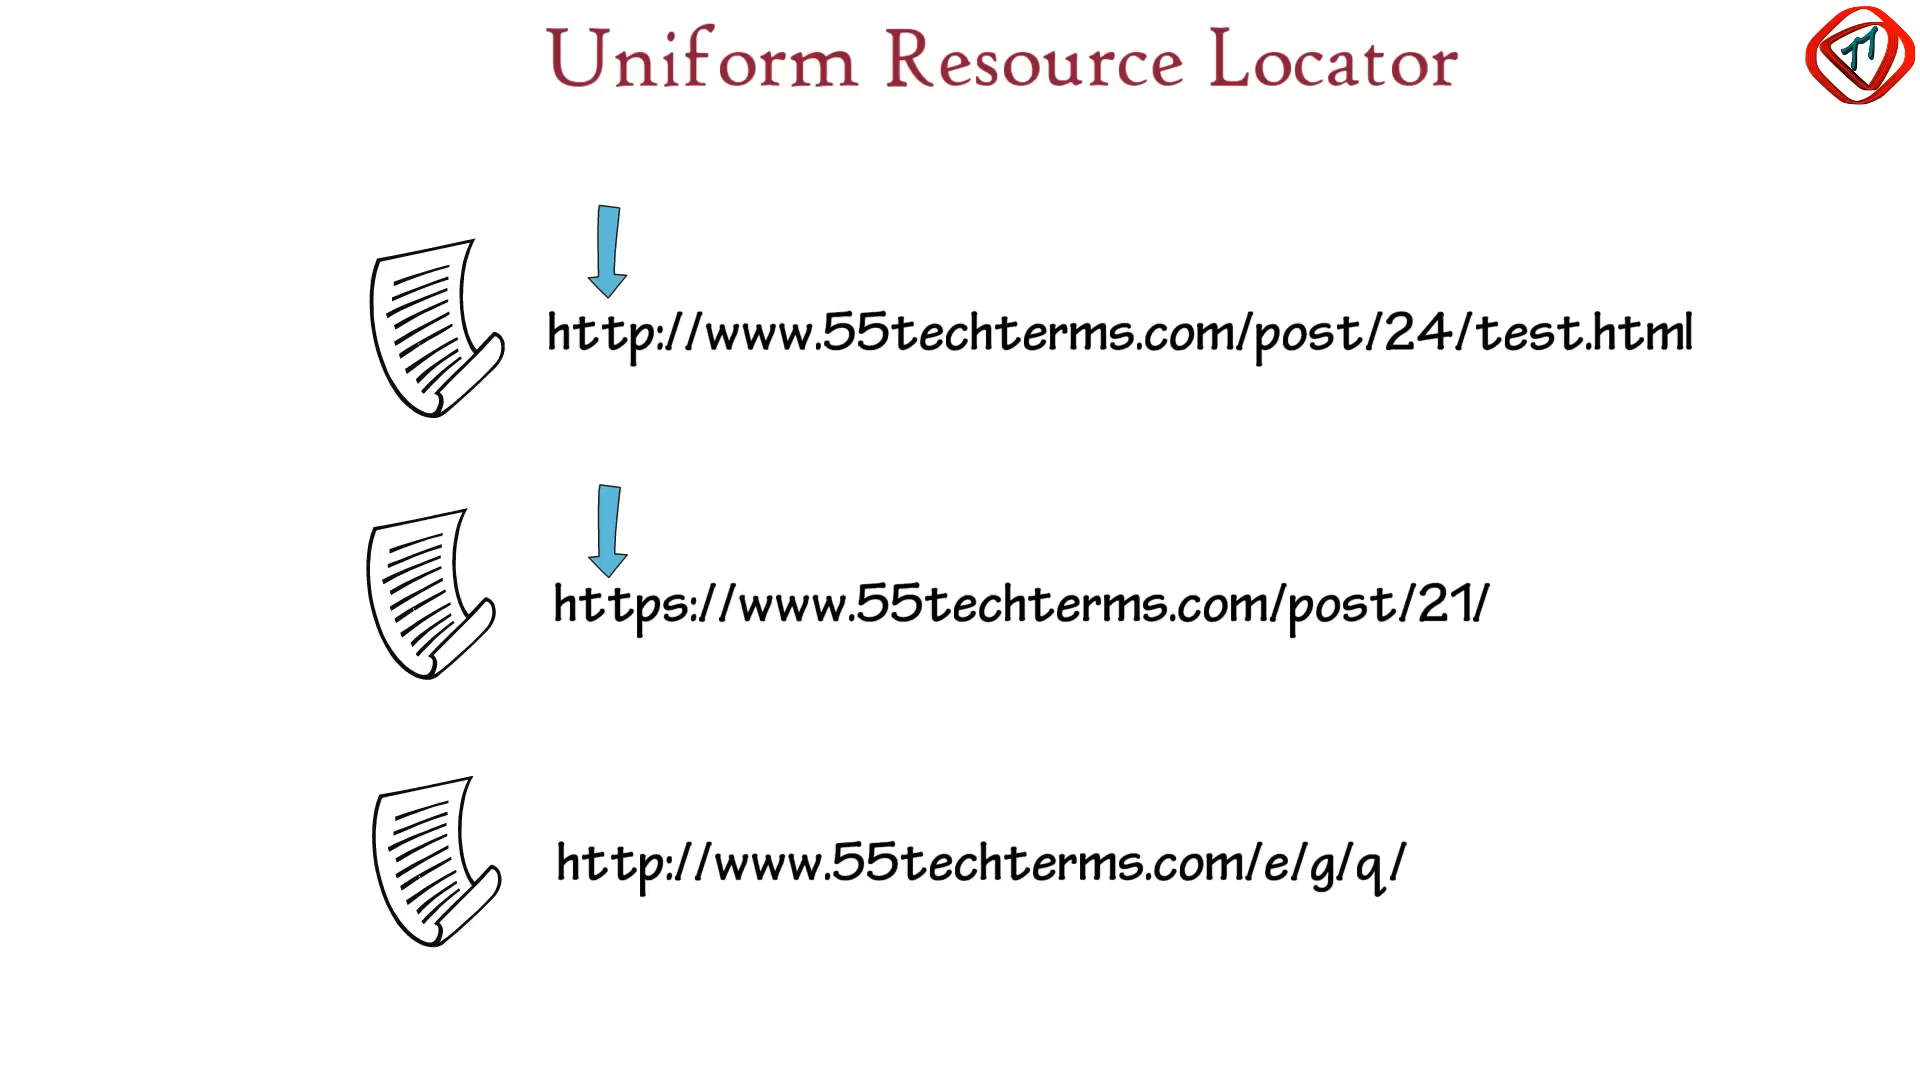 Uniform Resource Locator
http://www.55techterms.com/post/24/test.html
https://www.55techterms.com/post/21/
http://www.55techterms.com/e/g/q/